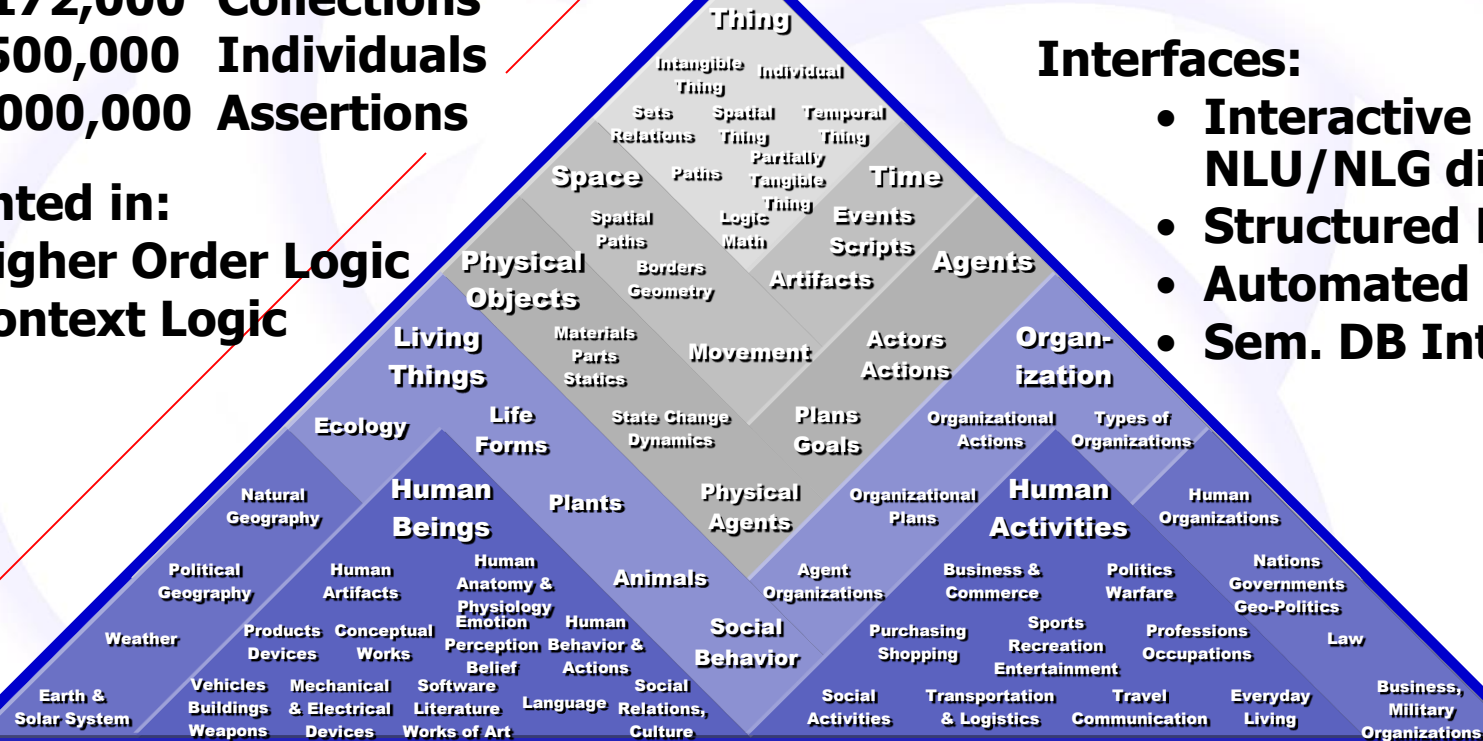 172,000 Collections
500,000 Individuals
000,000 Assertions
nted in:
igher Order Logic
ontext Logic
Interfaces:
• Interactive
NLU/NLG di
• Structured
• Automated
• Sem. DB Int
Thing
Intangible
Thing
Individual
Sets
Relations
Spatial
Thing
Temporal
Thing
Space
Paths
Partially
Tangible
Thing
Time
Spatial
Paths
Logic
Math
Events
Scripts
Physical
Objects
Borders
Geometry
Artifacts
Agents
Living
Things
Materials
Parts
Statics
Movement
Actors
Actions
Organ-
ization
Ecology
Life
Forms
State Change
Dynamics
Plans
Goals
Organizational
Actions
Types of
Organizations
Natural
Geography
Human
Beings
Plants
Physical
Agents
Organizational
Plans
Human
Activities
Human
Organizations
Political
Geography
Human
Artifacts
Human
Anatomy &
Physiology
Animals
Agent
Organizations
Business &
Commerce
Politics
Warfare
Nations
Governments
Geo-Politics
Weather
Products
Devices
Conceptual
Works
Emotion
Perception
Belief
Human
Behavior &
Actions
Social
Behavior
Purchasing
Shopping
Sports
Recreation
Entertainment
Professions
Occupations
Law
Earth &
Solar System
Vehicles
Buildings
Weapons
Mechanical
& Electrical
Devices
Software
Literature
Works of Art
Language
Social
Relations,
Culture
Social
Activities
Transportation
& Logistics
Travel
Communication
Everyday
Living
Business,
Military
Organizations